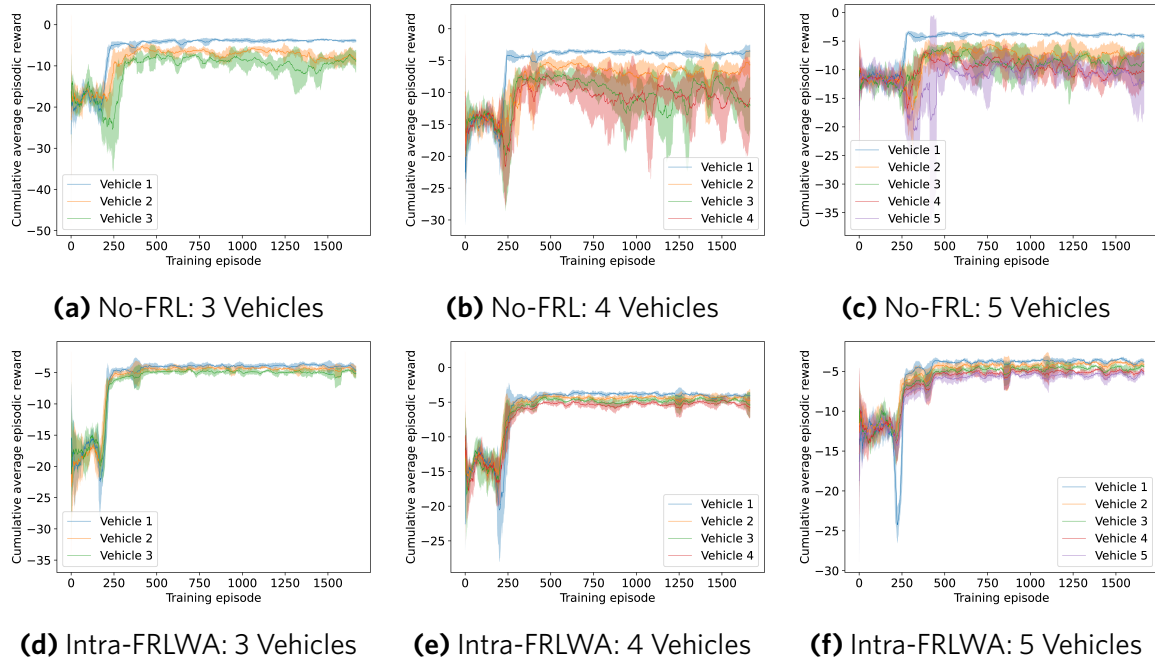 Cumulative average episodic reward
0
−10
−20
−30
−40
−50
0 250 500 750 1000 1250 1500
Training episode
Vehicle 1
Vehicle 2
Vehicle 3
(a) No-FRL: 3 Vehicles
Cumulative average episodic reward
0
−5
−10
−15
−20
−25
−30
0 250 500 750 1000 1250 1500
Training episode
Vehicle 1
Vehicle 2
Vehicle 3
Vehicle 4
(b) No-FRL: 4 Vehicles
Cumulative average episodic reward
0
−5
−10
−15
−20
−25
−30
−35
0 250 500 750 1000 1250 1500
Training episode
Vehicle 1
Vehicle 2
Vehicle 3
Vehicle 4
Vehicle 5
(c) No-FRL: 5 Vehicles
Cumulative average episodic reward
−5
−10
−15
−20
−25
−30
−35
0 250 500 750 1000 1250 1500
Training episode
Vehicle 1
Vehicle 2
Vehicle 3
(d) Intra-FRLWA: 3 Vehicles
Cumulative average episodic reward
0
−5
−10
−15
−20
−25
0 250 500 750 1000 1250 1500
Training episode
Vehicle 1
Vehicle 2
Vehicle 3
Vehicle 4
(e) Intra-FRLWA: 4 Vehicles
Cumulative average episodic reward
−5
−10
−15
−20
−25
−30
0 250 500 750 1000 1250 1500
Training episode
Vehicle 1
Vehicle 2
Vehicle 3
Vehicle 4
Vehicle 5
(f) Intra-FRLWA: 5 Vehicles